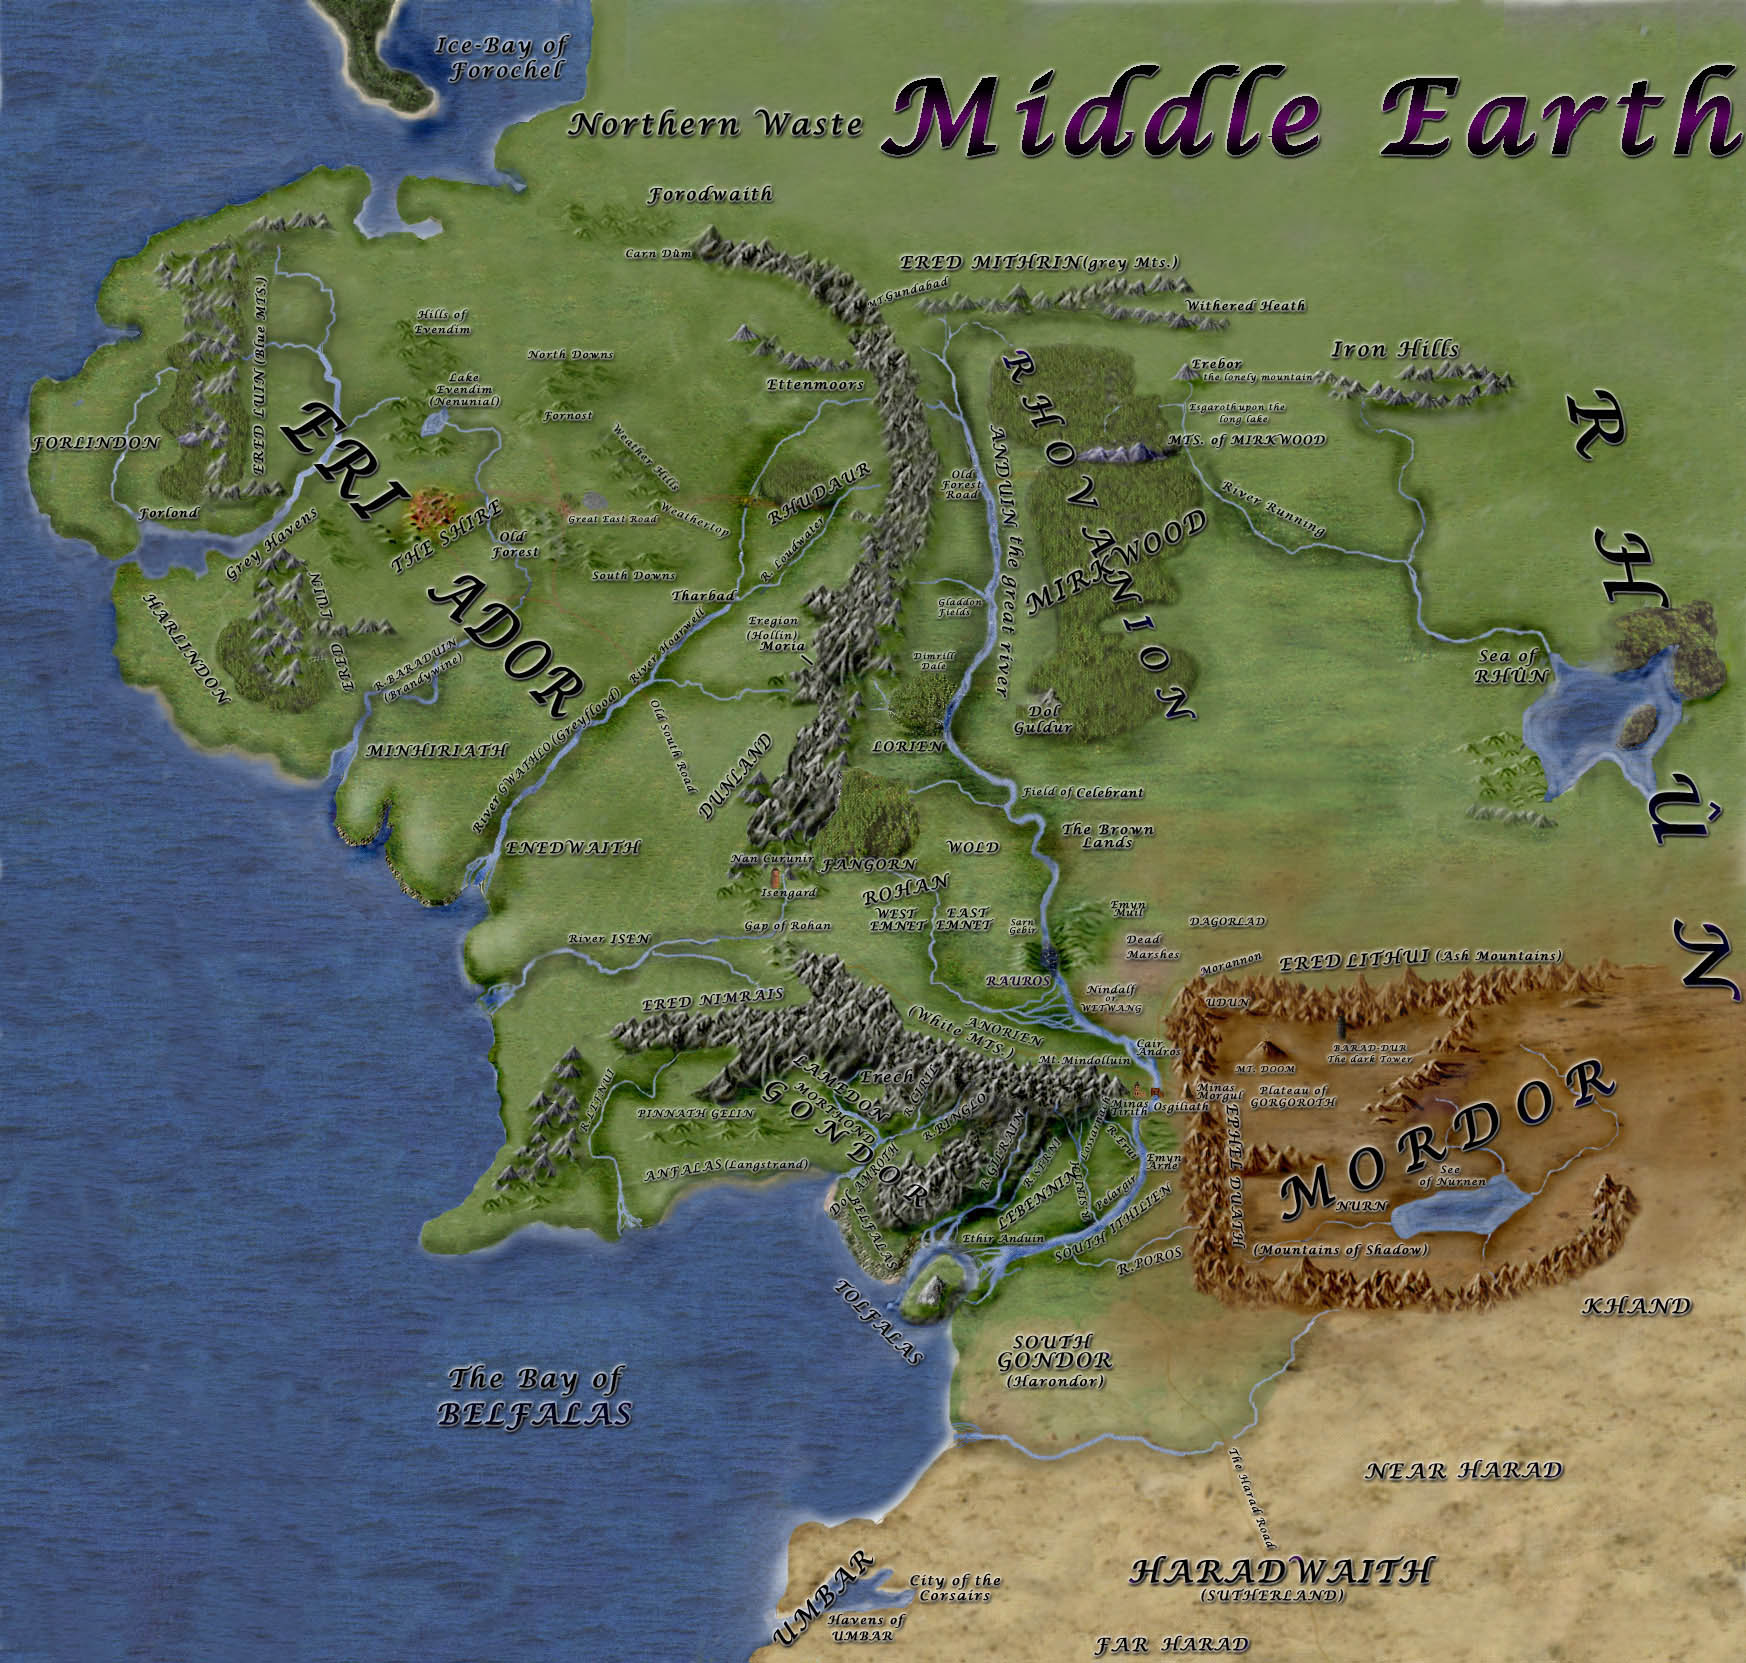 Ice-Bay of
Forochel
Northern Waste
Middle Earth
Forodwaith
Carn Dûm
ERED MITHRIN (grey Mts.)
MT Gundabad
Withered Heath
Hills of
Evendim
North Downs
Iron Hills
Erebor
the lonely mountain
Lake
Evendim
(Nenunial)
Ettenmoors
Esgaroth upon the
long lake
Fornost
MTS. of MIRKWOOD
RHOVANION
RHÛN
FORLINDON
ERED LUIN (Blue MTS.)
ERIADOR
Weather Hills
RHUDAUR
Old
Forest
Road
ANDUIN the great river
River Running
Forlond
Grey Havens
THE SHIRE
Great East Road
Weathertop
Old
Forest
MIRKWOOD
R. Loudwater
South Downs
Tharbad
HARLINDON
ERED LUIN
Gladden
Fields
Eregion
(Hollin)
Moria
River Hoarwell
R. BARADUIN
(Brandywine)
Dimrill
Dale
Sea of
RHÛN
Old South Road
Dol
Guldur
River GWATHLO (Greyflood)
MINHIRIATH
LORIEN
DUNLAND
Field of Celebrant
The Brown
Lands
ENEDWAITH
WOLD
Nan Curunir
FANGORN
Isengard
ROHAN
WEST
EMNET
EAST
EMNET
Sarn
Gebir
Emyn
Muil
DAGORLAD
Gap of Rohan
River ISEN
Dead
Marshes
Morannon
ERED LITHUI (Ash Mountains)
RAUROS
Nindalf
or
WETWANG
UDUN
ERED NIMRAIS
(White MTS.)
ANORIEN
Cair
Andros
Mt. Mindolluin
BARAD-DUR
The dark Tower
MT. DOOM
LAMEDON
Erech
R. CIRIL
R. LEFNUI
GONDOR
MORTHOND
R. RINGLO
PINNATH GELIN
Minas
Tirith
Osgiliath
Minas
Morgul
Plateau of
GORGOROTH
MORDOR
Lossarnach
R. Erui
R. GILRAIN
R. SERNI
ANFALAS (Langstrand)
Emyn
Arne
EPHEL DUATH
See
of Nurnen
NURN
Dol AMROTH
BELFALAS
LEBENNIN
R. SIRITH
Pelargir
SOUTH ITHILIEN
Ethir Anduin
R. POROS
(Mountains of Shadow)
TOLFALAS
KHAND
SOUTH
GONDOR
(Harondor)
The Bay of
BELFALAS
The Harad Road
NEAR HARAD
UMBAR
City of the
Corsairs
Havens of
UMBAR
HARADWAITH
(SUTHERLAND)
FAR HARAD